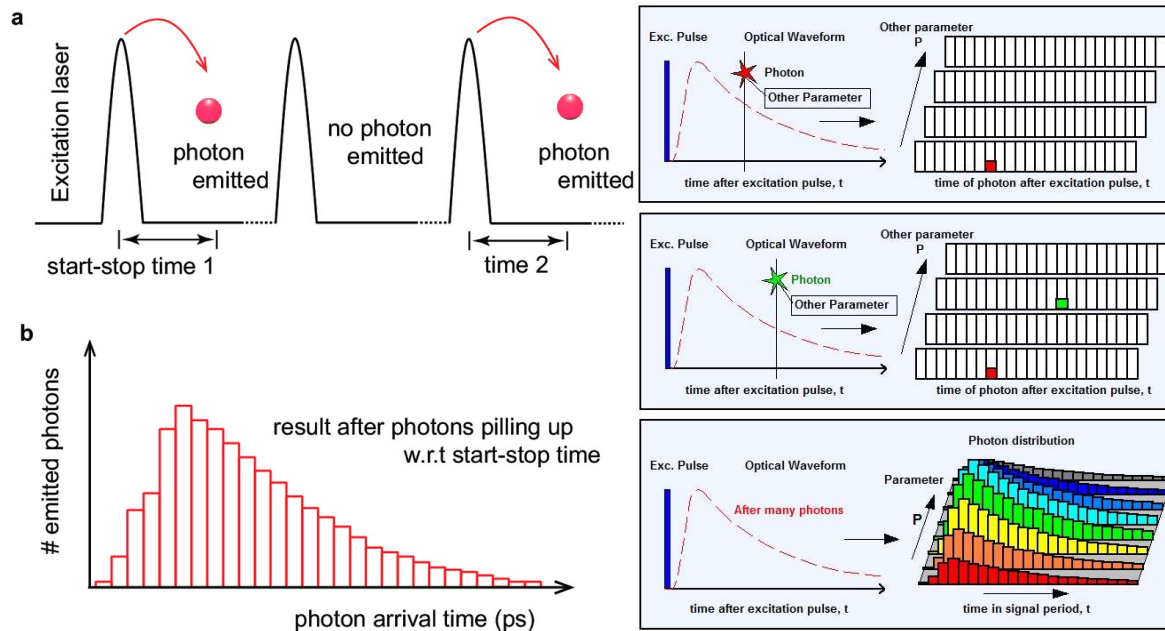 a
Excitation laser
photon
emitted
no photon
emitted
photon
emitted
start-stop time 1
time 2
b
# emitted photons
result after photons pilling up
w.r.t start-stop time
photon arrival time (ps)
Exc. Pulse
Optical Waveform
Photon
Other Parameter
time after excitation pulse, t
Other parameter
P
time of photon after excitation pulse, t
Exc. Pulse
Optical Waveform
Photon
Other Parameter
time after excitation pulse, t
Other parameter
P
time of photon after excitation pulse, t
Exc. Pulse
Optical Waveform
After many photons
time after excitation pulse, t
Photon distribution
Parameter
P
time in signal period, t